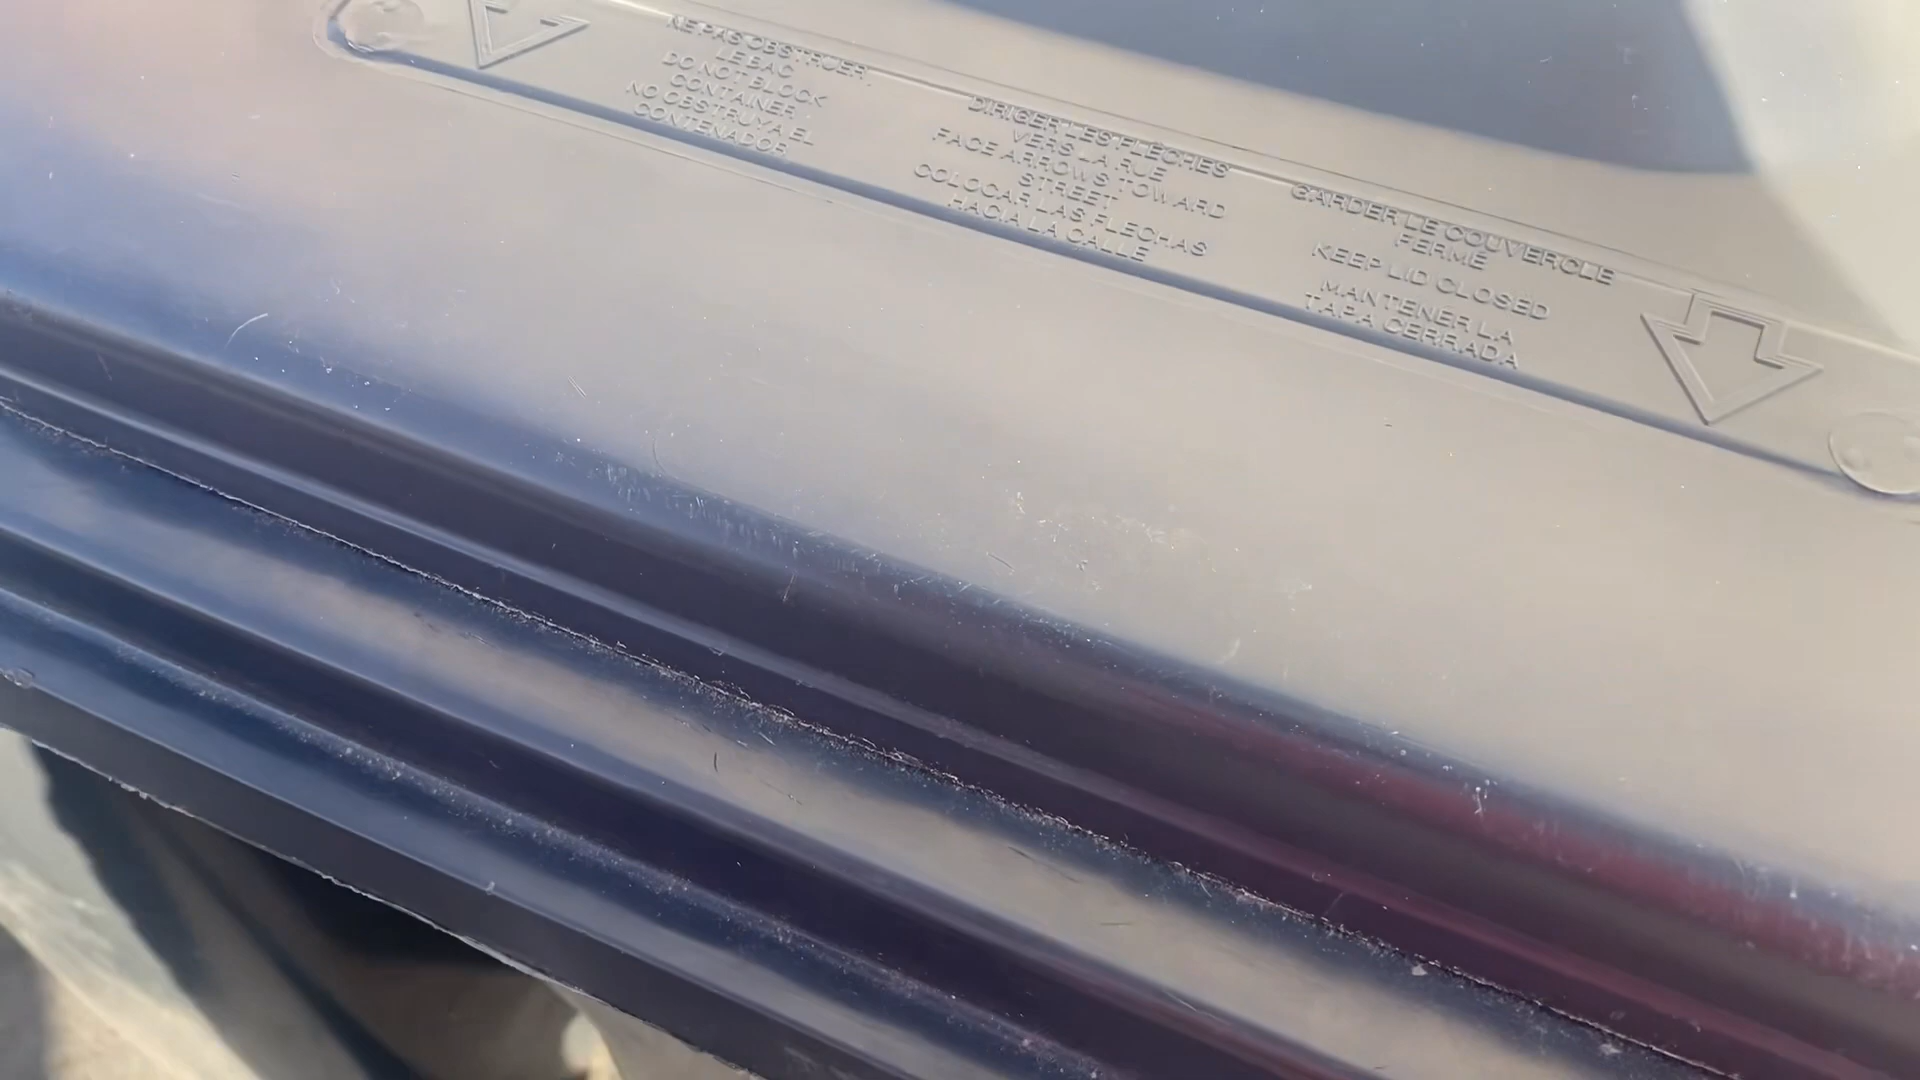 NE PAS OBSTRUER
LE BAC
DO NOT BLOCK
CONTAINER
NO OBSTRUYA EL
CONTENADOR
DIRIGER LES FLÈCHES
VERS LA RUE
FACE ARROWS TOWARD
STREET
COLOCAR LAS FLECHAS
HACIA LA CALLE
GARDER LE COUVERCLE
FERMÉ
KEEP LID CLOSED
MANTENER LA
TAPA CERRADA